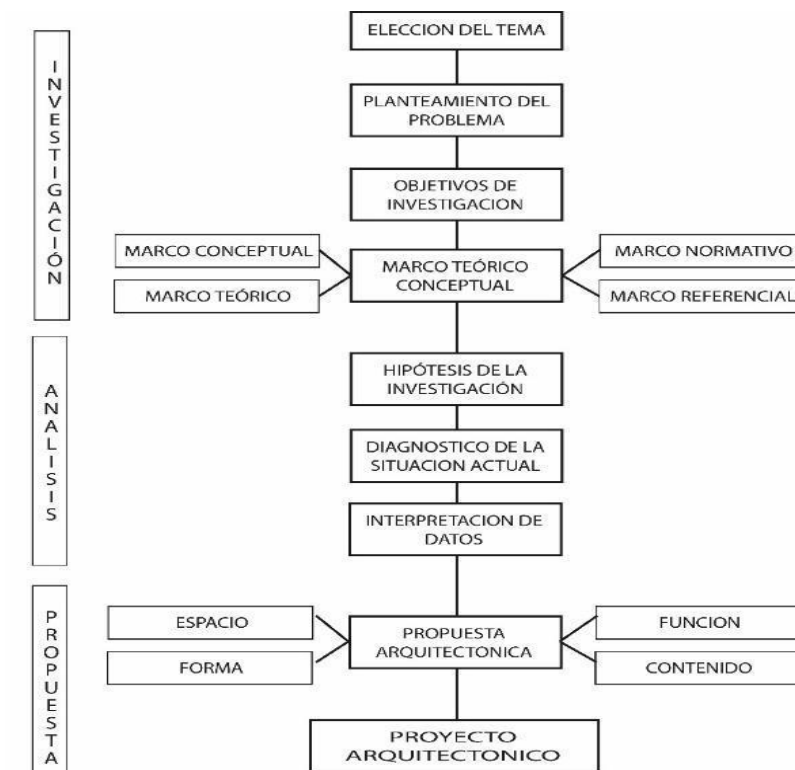 INVESTIGACIÓN
ELECCION DEL TEMA
PLANTEAMIENTO DEL
PROBLEMA
OBJETIVOS DE
INVESTIGACION
MARCO CONCEPTUAL
MARCO TEÓRICO
MARCO TEÓRICO
CONCEPTUAL
MARCO NORMATIVO
MARCO REFERENCIAL
ANALISIS
HIPÓTESIS DE LA
INVESTIGACIÓN
DIAGNOSTICO DE LA
SITUACION ACTUAL
INTERPRETACION DE
DATOS
PROPUESTA
ESPACIO
FORMA
PROPUESTA
ARQUITECTONICA
FUNCION
CONTENIDO
PROYECTO
ARQUITECTONICO